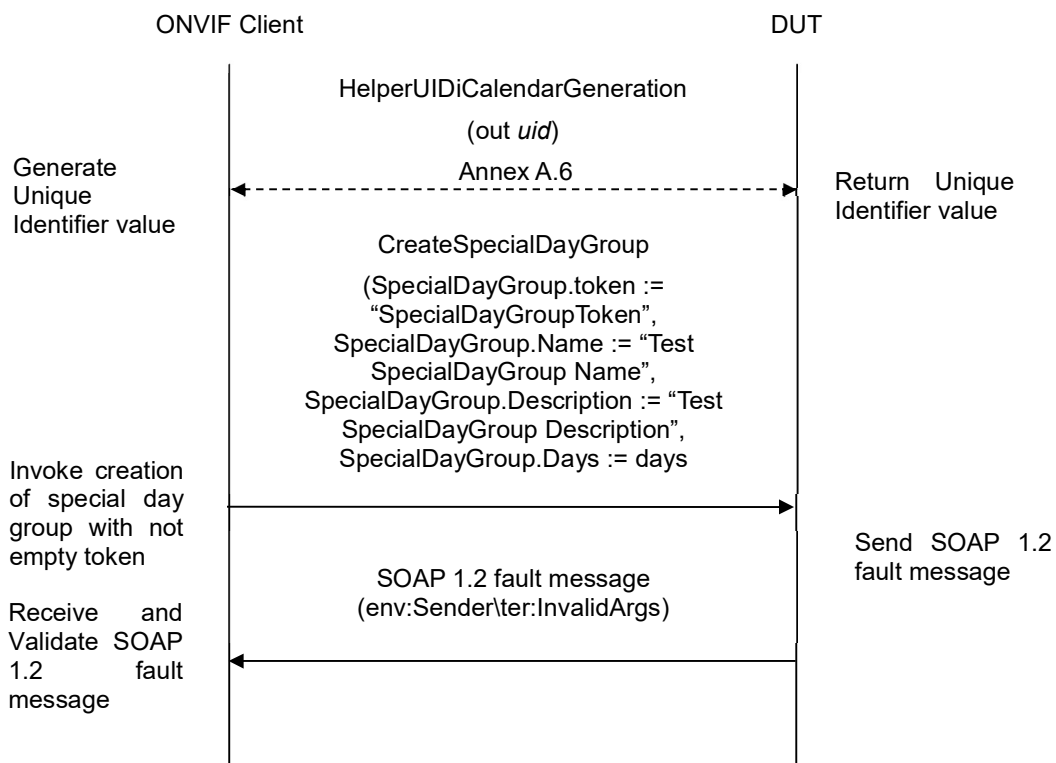 ONVIF Client
DUT
HelperUIDiCalendarGeneration
(out uid)
Annex A.6
Generate
Unique
Identifier value
Return Unique
Identifier value
CreateSpecialDayGroup
(SpecialDayGroup.token :=
“SpecialDayGroupToken”,
SpecialDayGroup.Name := “Test
SpecialDayGroup Name”,
SpecialDayGroup.Description := “Test
SpecialDayGroup Description”,
SpecialDayGroup.Days := days
Invoke creation
of special day
group with not
empty token
Send SOAP 1.2
fault message
SOAP 1.2 fault message
(env:Sender\ter:InvalidArgs)
Receive and
Validate SOAP
1.2 fault
message